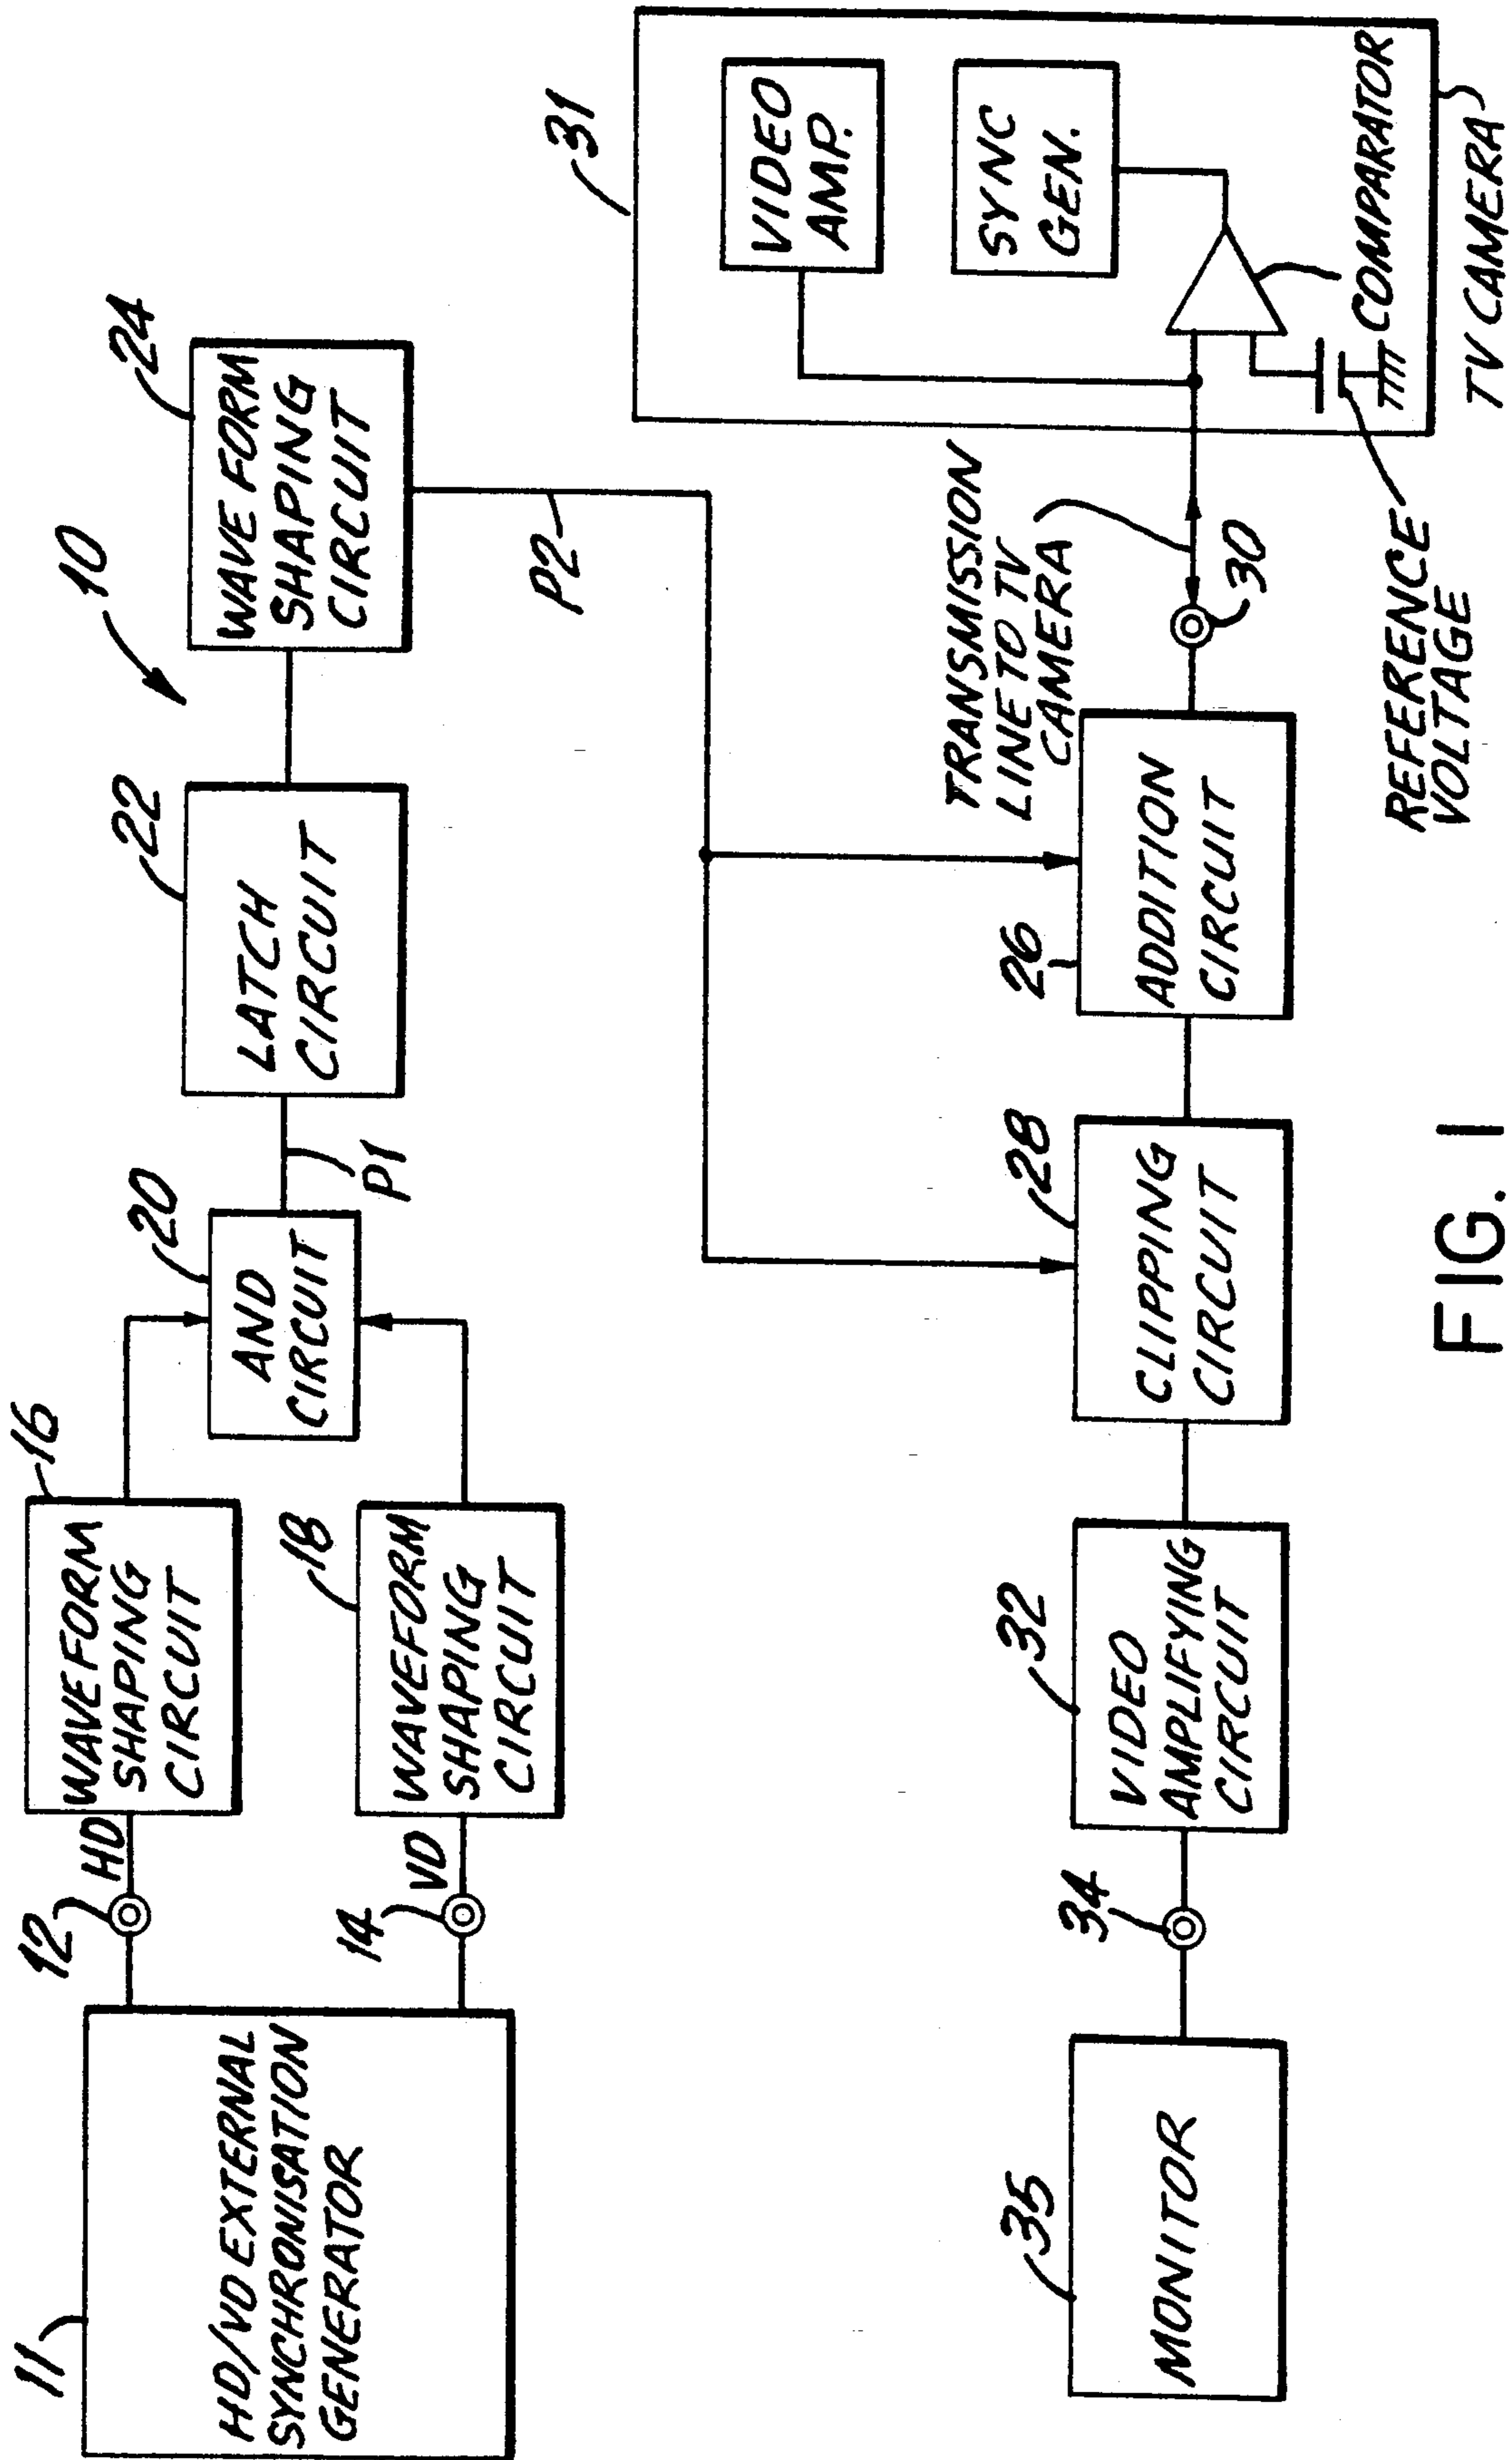 10
11
HD/VD EXTERNAL
SYNCHRONISATION
GENERATOR
12
HD
14
VD
16
WAVEFORM
SHAPING
CIRCUIT
18
WAVEFORM
SHAPING
CIRCUIT
20
AND
CIRCUIT
P1
22
LATCH
CIRCUIT
24
WAVE FORM
SHAPING
CIRCUIT
P2
35
MONITOR
34
32
VIDEO
AMPLIFYING
CIRCUIT
28
CLIPPING
CIRCUIT
26
ADDITION
CIRCUIT
TRANSMISSION
LINE TO TV
CAMERA
30
REFERENCE
VOLTAGE
31
VIDEO
AMP.
SYNC
GEN.
COMPARATOR
TV CAMERA
FIG. 1